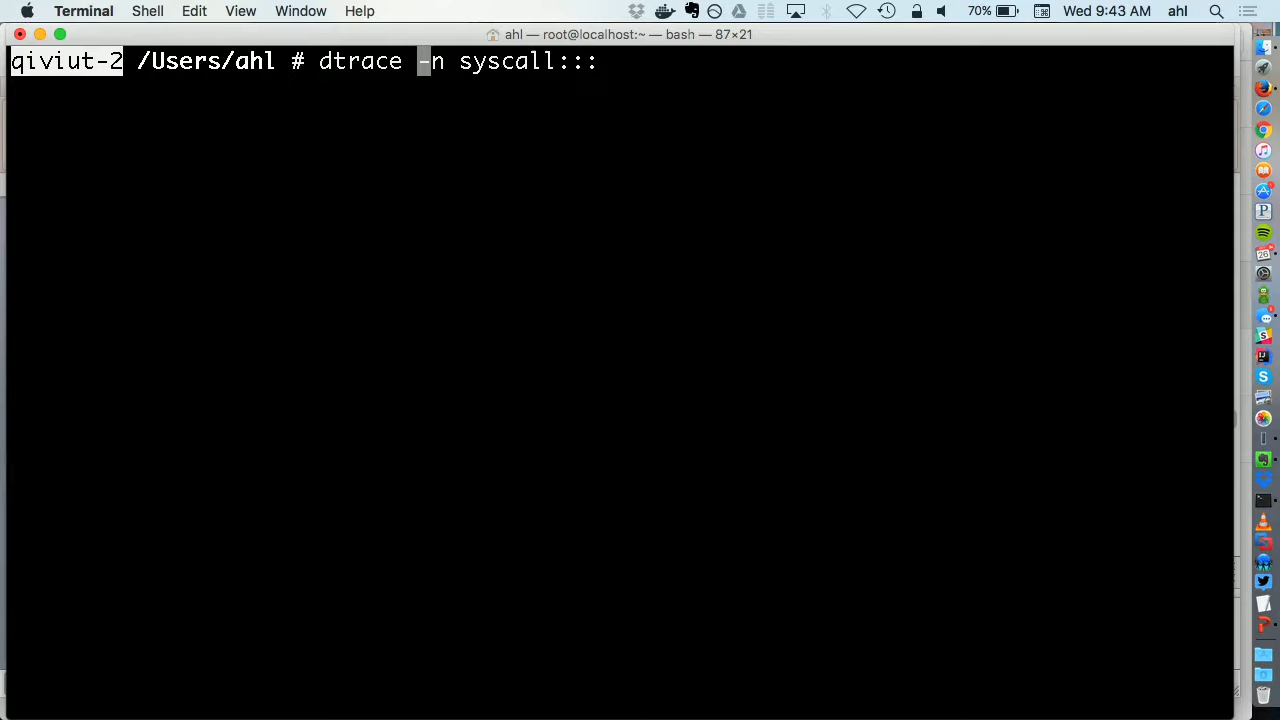 Terminal Shell Edit View Window Help 70% Wed 9:43 AM ahl
ahl — root@localhost:~ — bash — 87×21
qiviut-2 /Users/ahl # dtrace -n syscall:::